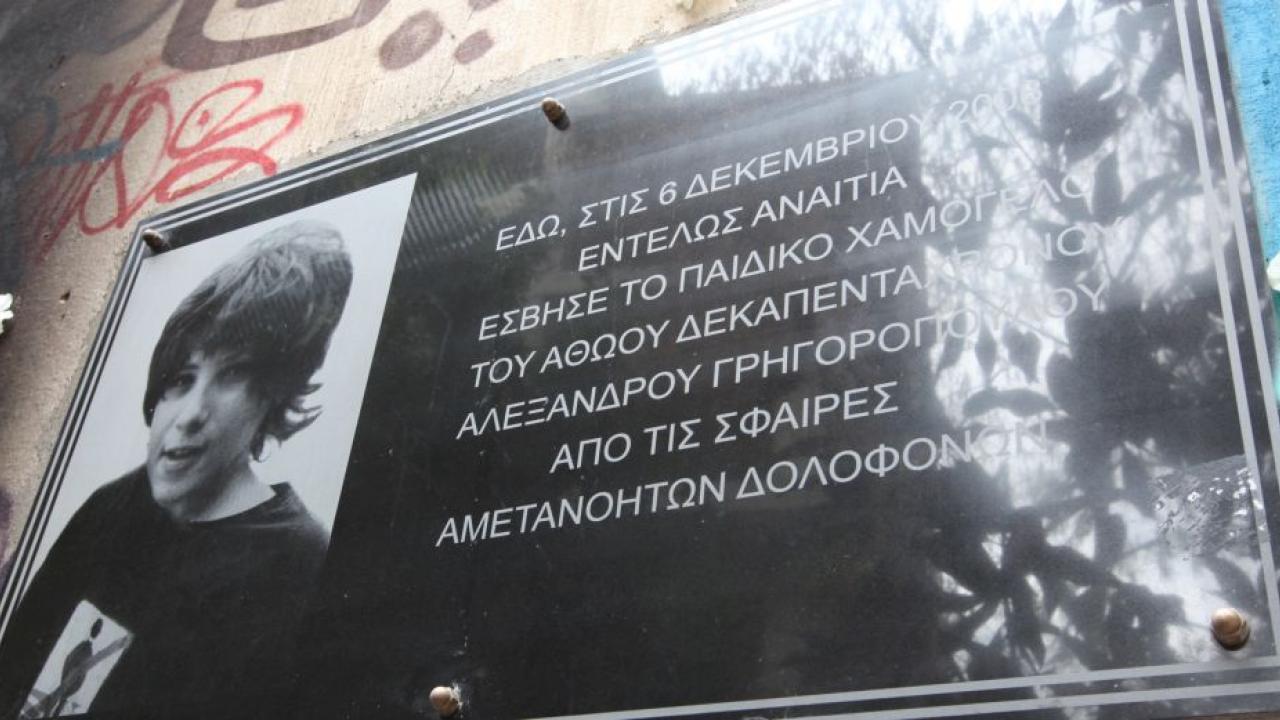 ΕΔΩ, ΣΤΙΣ 6 ΔΕΚΕΜΒΡΙΟΥ 2008
ΕΝΤΕΛΩΣ ΑΝΑΙΤΙΑ
ΕΣΒΗΣΕ ΤΟ ΠΑΙΔΙΚΟ ΧΑΜΟΓΕΛΟ
ΤΟΥ ΑΘΩΟΥ ΔΕΚΑΠΕΝΤΑΧΡΟΝΟΥ
ΑΛΕΞΑΝΔΡΟΥ ΓΡΗΓΟΡΟΠΟΥΛΟΥ
ΑΠΟ ΤΙΣ ΣΦΑΙΡΕΣ
ΑΜΕΤΑΝΟΗΤΩΝ ΔΟΛΟΦΟΝΩΝ